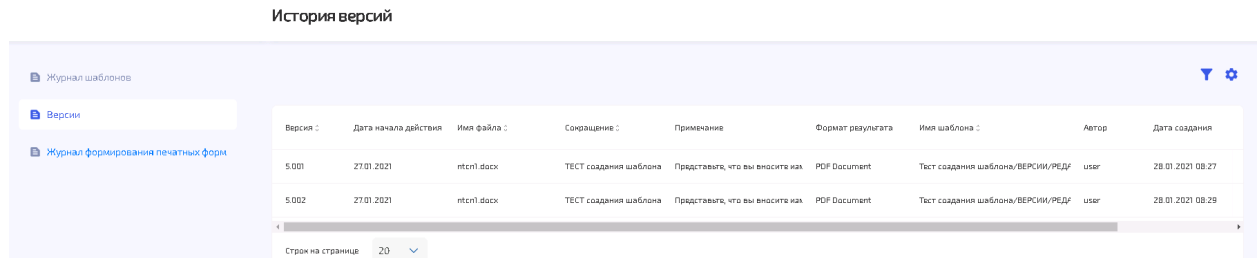 История версий
Журнал шаблонов
Версии
Журнал формирования печатных форм
Версия Дата начала действия Имя файла Сокращение Примечание Формат результата Имя шаблона Автор Дата создания
5.001 27.01.2021 ntcn1.docx ТЕСТ создания шаблона Представьте, что вы вносите изм PDF Document Тест создания шаблона/ВЕРСИИ/РЕДА user 28.01.2021 08:27
5.002 27.01.2021 ntcn1.docx ТЕСТ создания шаблона Представьте, что вы вносите изм PDF Document Тест создания шаблона/ВЕРСИИ/РЕДА user 28.01.2021 08:29
Строк на странице 20